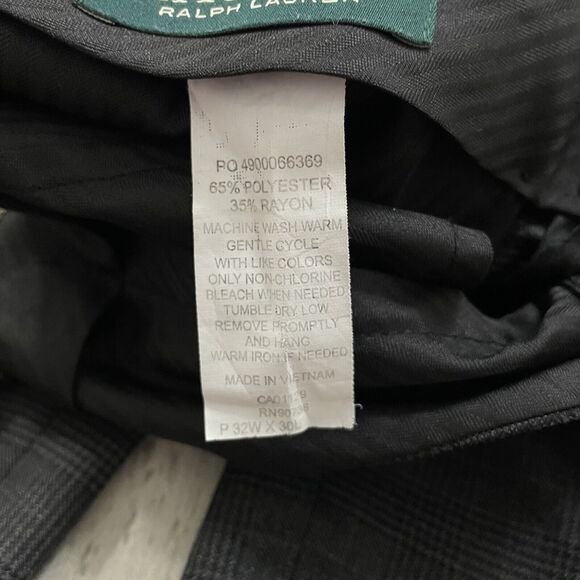 RALPH LAUREN
PO 4900066369
65% POLYESTER
35% RAYON
MACHINE WASH WARM
GENTLE CYCLE
WITH LIKE COLORS
ONLY NON-CHLORINE
BLEACH WHEN NEEDED
TUMBLE DRY LOW
REMOVE PROMPTLY
AND HANG
WARM IRON IF NEEDED
MADE IN VIETNAM
P 32W X 30L